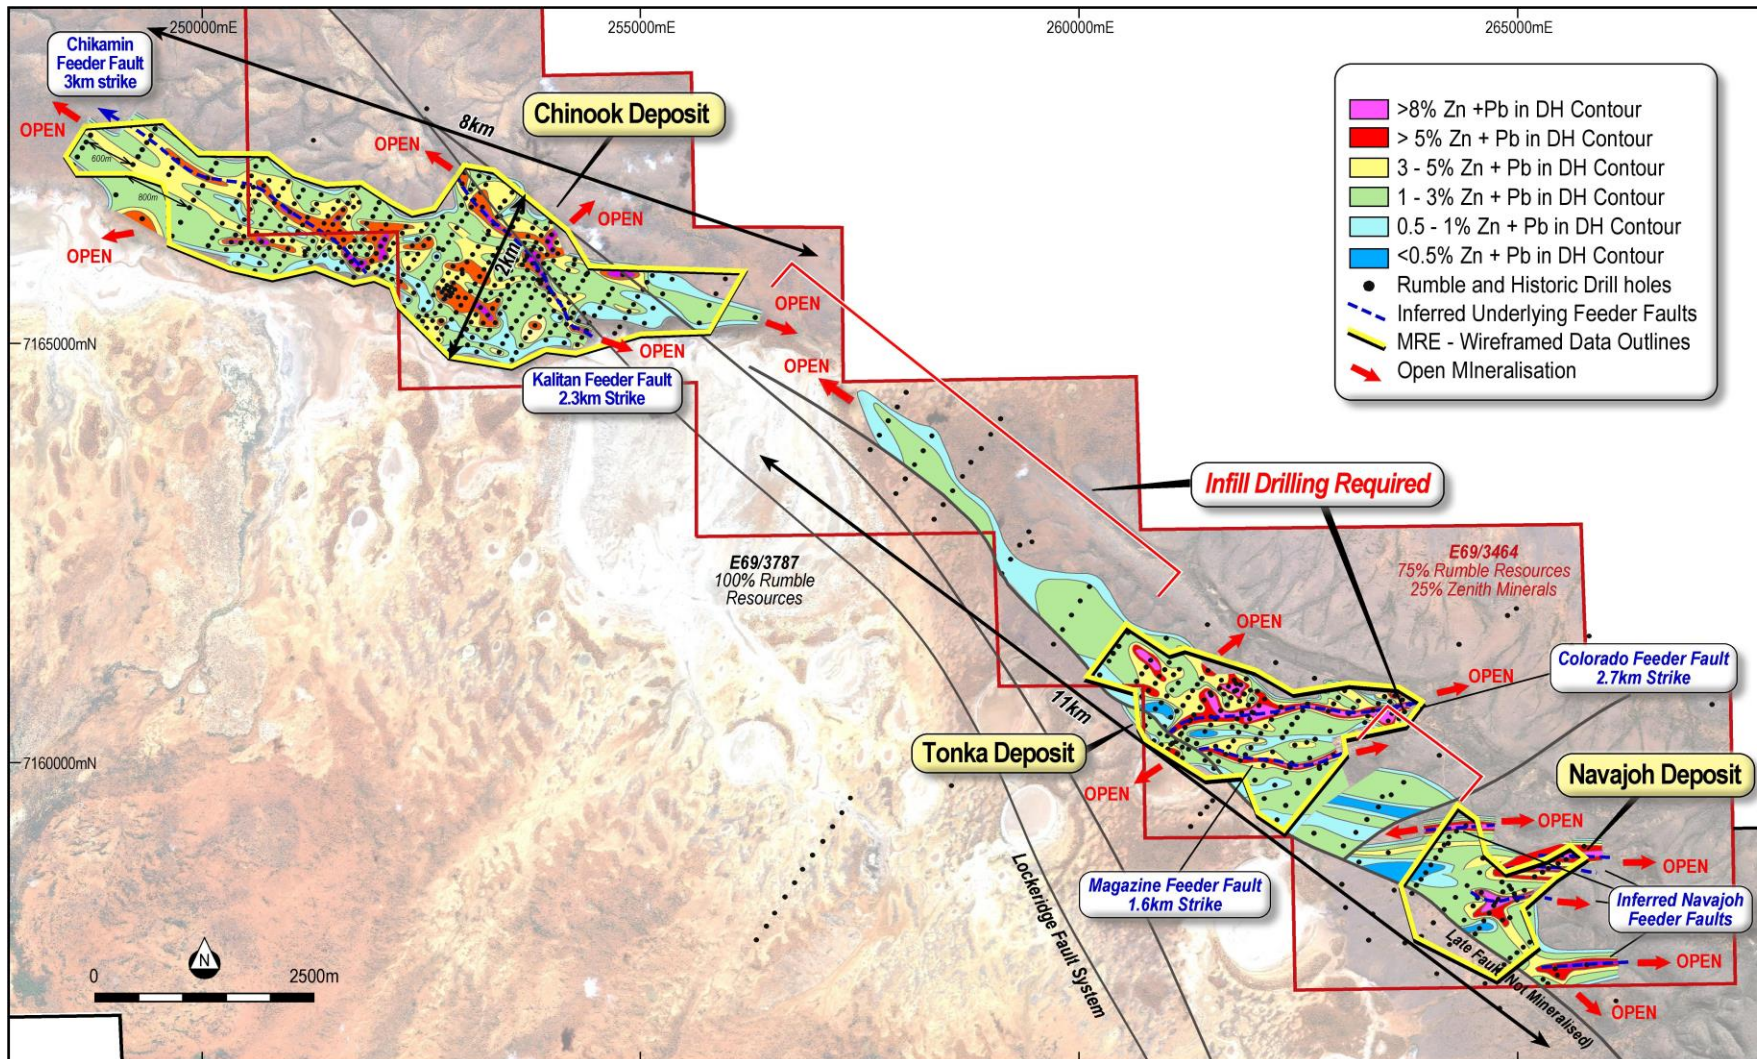 250000mE
255000mE
260000mE
265000mE
7165000mN
7160000mN
Chikamin
Feeder Fault
3km strike
OPEN
600m
800m
OPEN
OPEN
8km
Chinook Deposit
OPEN
2km
OPEN
Kalitan Feeder Fault
2.3km Strike
OPEN
OPEN
>8% Zn +Pb in DH Contour
> 5% Zn + Pb in DH Contour
3 - 5% Zn + Pb in DH Contour
1 - 3% Zn + Pb in DH Contour
0.5 - 1% Zn + Pb in DH Contour
<0.5% Zn + Pb in DH Contour
Rumble and Historic Drill holes
Inferred Underlying Feeder Faults
MRE - Wireframed Data Outlines
Open MIneralisation
Infill Drilling Required
E69/3787
100% Rumble
Resources
E69/3464
75% Rumble Resources
25% Zenith Minerals
OPEN
OPEN
Colorado Feeder Fault
2.7km Strike
11km
Tonka Deposit
OPEN
Navajoh Deposit
OPEN
OPEN
Magazine Feeder Fault
1.6km Strike
Inferred Navajoh
Feeder Faults
OPEN
OPEN
OPEN
Lockeridge Fault System
Late Fault (Not Mineralised)
N
0
2500m